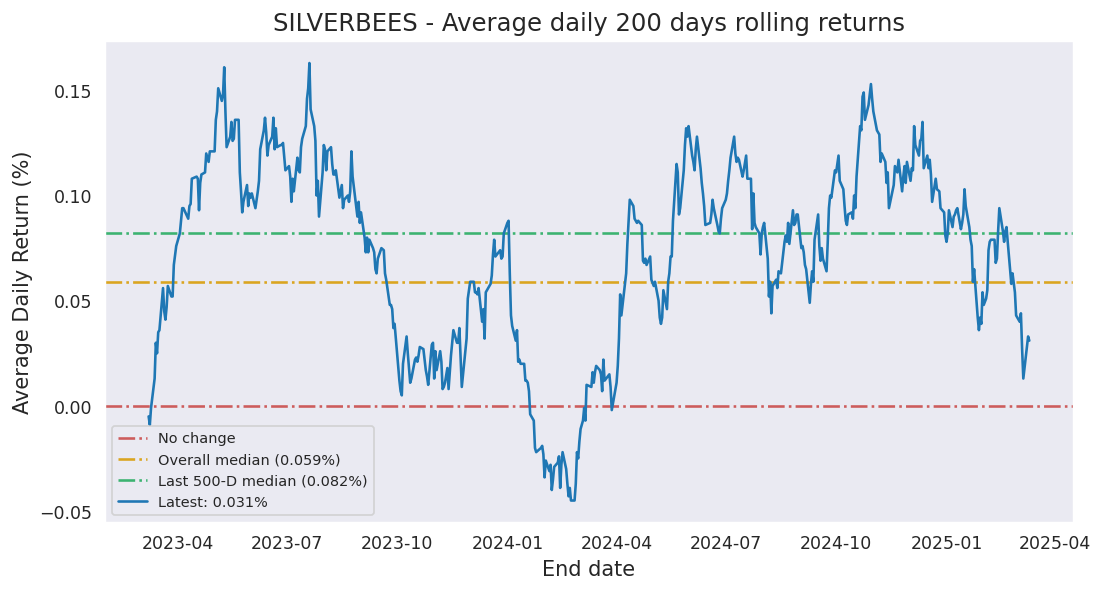 SILVERBEES - Average daily 200 days rolling returns
Average Daily Return (%)
0.15
0.10
0.05
0.00
−0.05
No change
Overall median (0.059%)
Last 500-D median (0.082%)
Latest: 0.031%
2023-04 2023-07 2023-10 2024-01 2024-04 2024-07 2024-10 2025-01 2025-04
End date